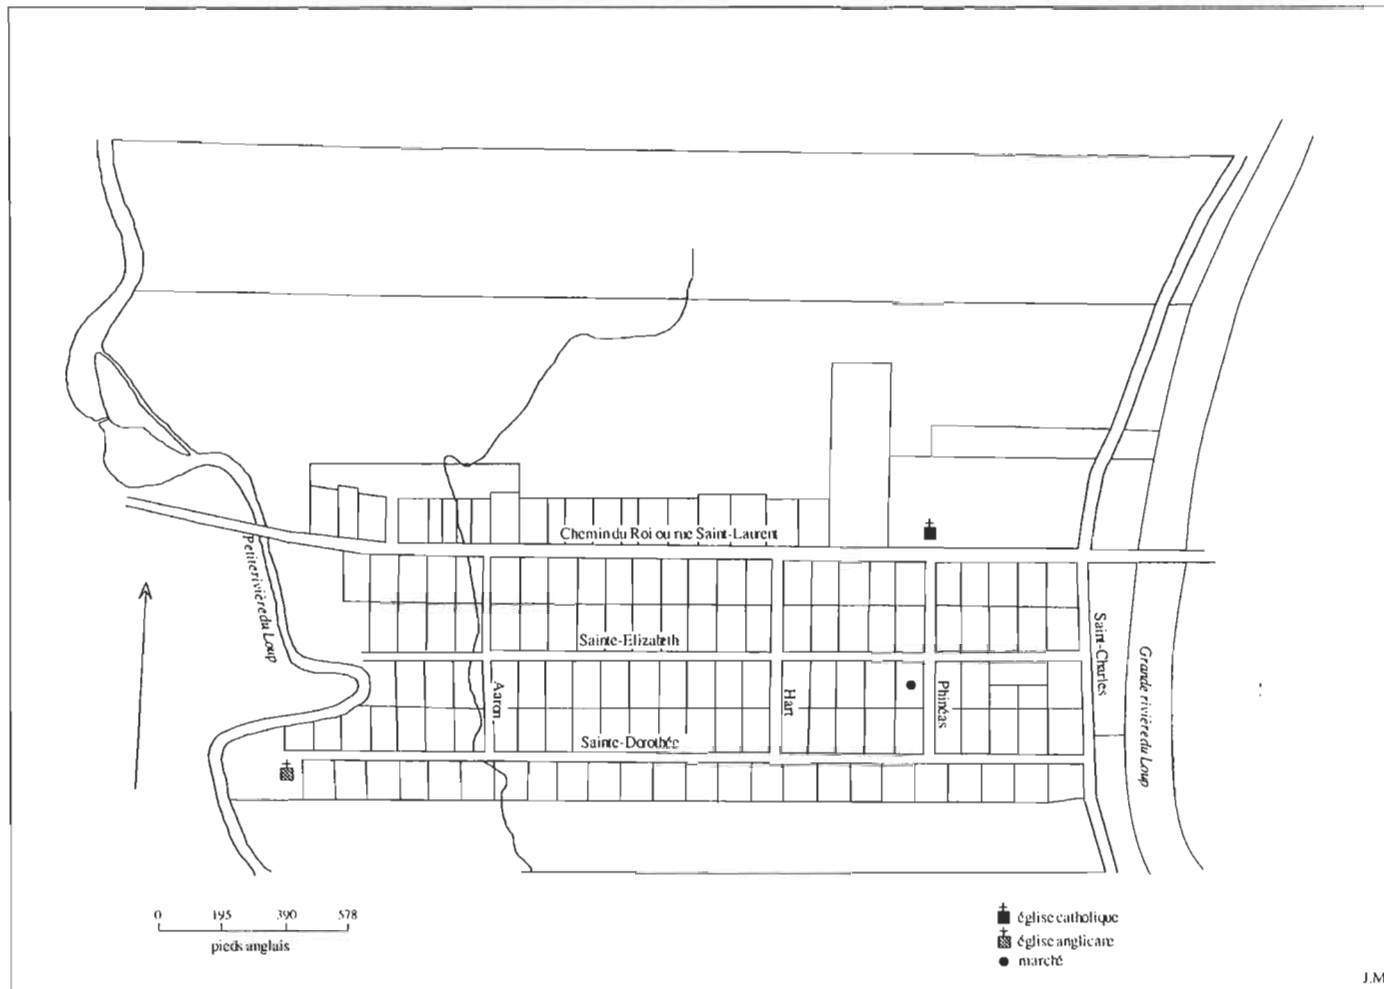 Chemin du Roi ou rue Saint-Laurent
Petite rivière du Loup
Sainte-Elizabeth
Saint-Charles
Grande rivière du Loup
Aaron
Hart
Phinéas
Sainte-Dorothée
0 195 390 578
pieds anglais
église catholique
église anglicane
marché
J.M